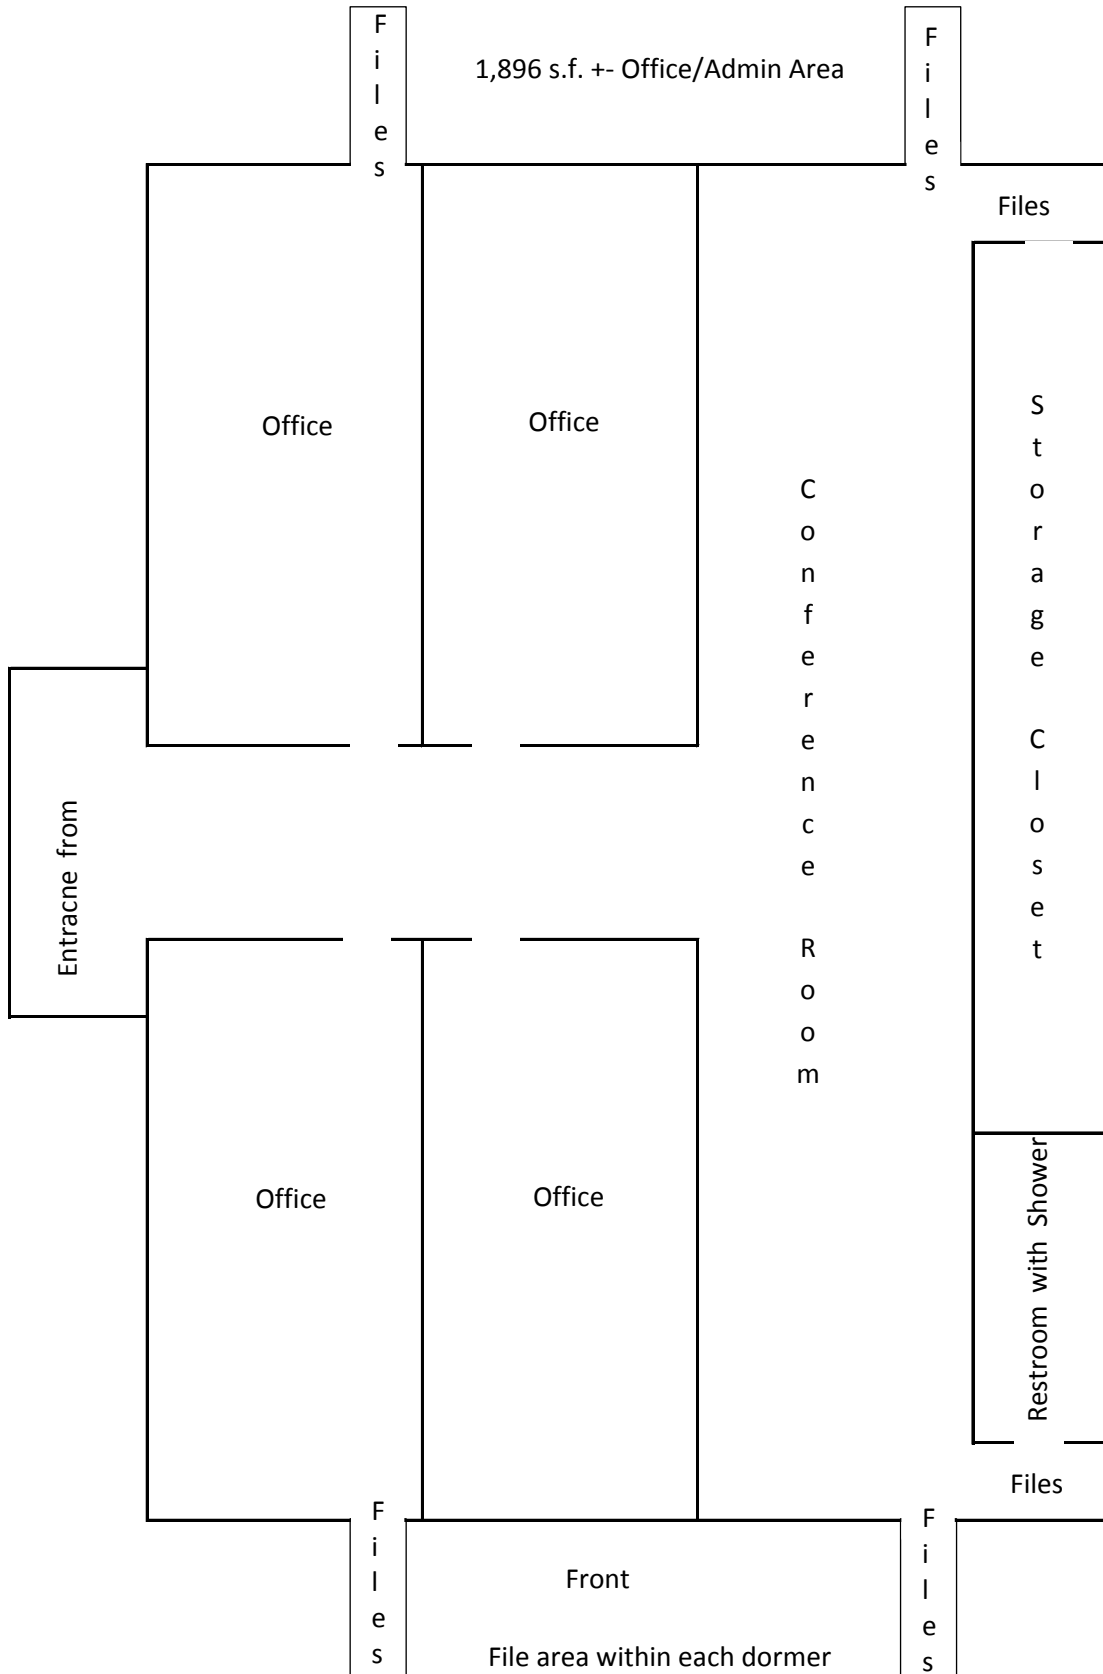 Files
1,896 s.f. +- Office/Admin Area
Files
Files
Office
Office
Conference Room
Storage Closet
Entracne from
Office
Office
Restroom with Shower
Files
Files
Front
Files
File area within each dormer